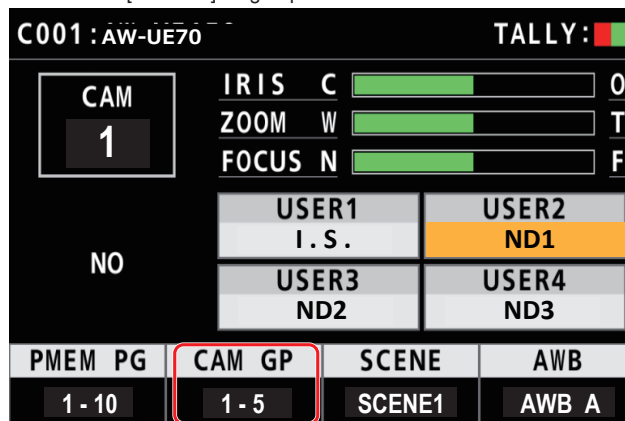 C001:AW-UE70 TALLY:
CAM
1
IRIS C O
ZOOM W T
FOCUS N F
NO
USER1 USER2
I.S. ND1
USER3 USER4
ND2 ND3
PMEM PG CAM GP SCENE AWB
1 - 10 1 - 5 SCENE1 AWB A